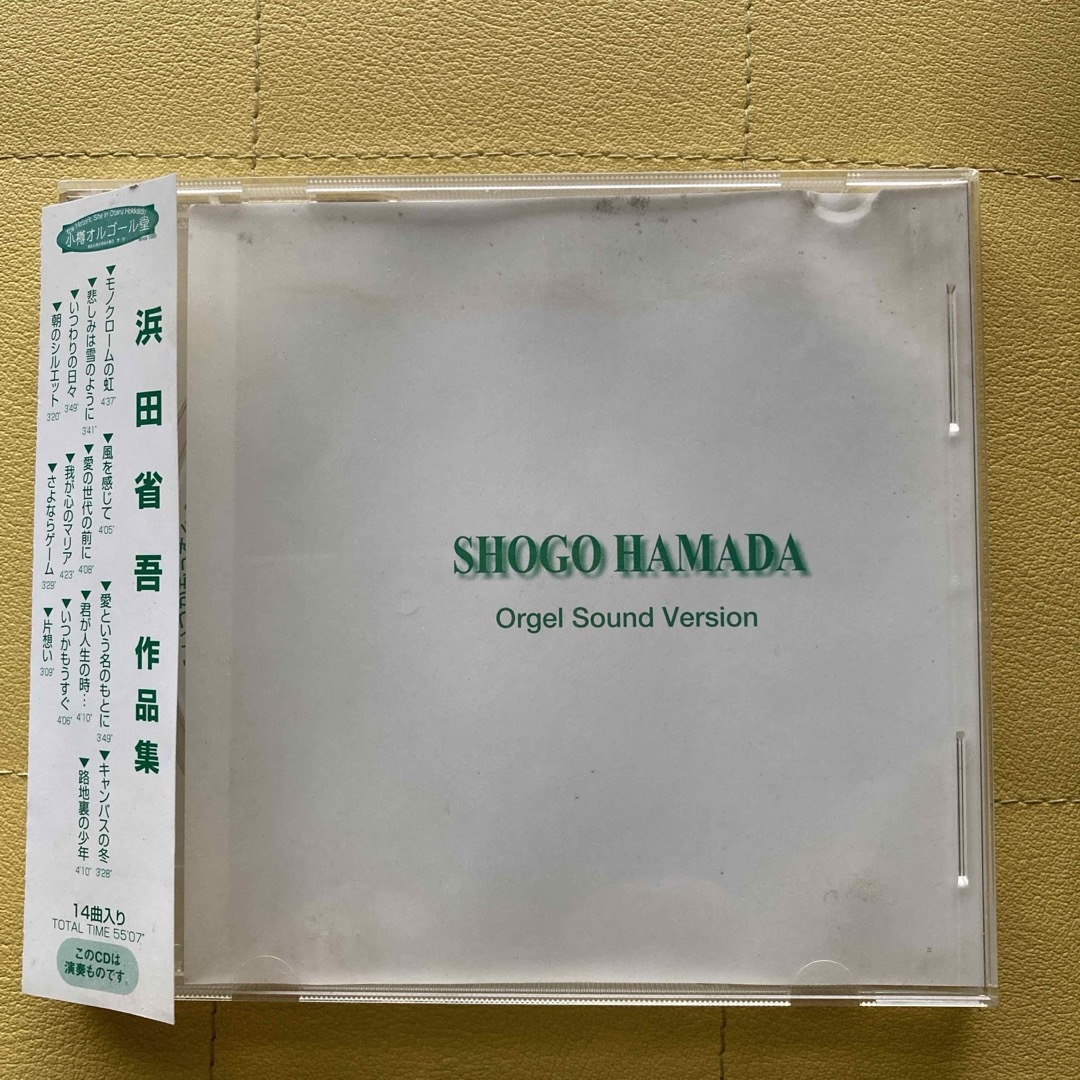 The Historic Site in Otaru Hokkaido
小樽オルゴール堂
浜田省吾作品集
▼モノクロームの虹 4'37"
▼風を感じて 4'05"
▼愛という名のもとに 3'49"
▼キャンバスの冬 3'28"
▼悲しみは雪のように 3'41"
▼愛の世代の前に 4'08"
▼君が人生の時… 4'10"
▼路地裏の少年 4'10"
▼いつわりの日々 3'49"
▼我が心のマリア 4'23"
▼いつかもうすぐ 4'06"
▼朝のシルエット 3'20"
▼さよならゲーム 3'29"
▼片想い 3'09"
14曲入り
TOTAL TIME 55'07"
このCDは
演奏ものです。
SHOGO HAMADA
Orgel Sound Version